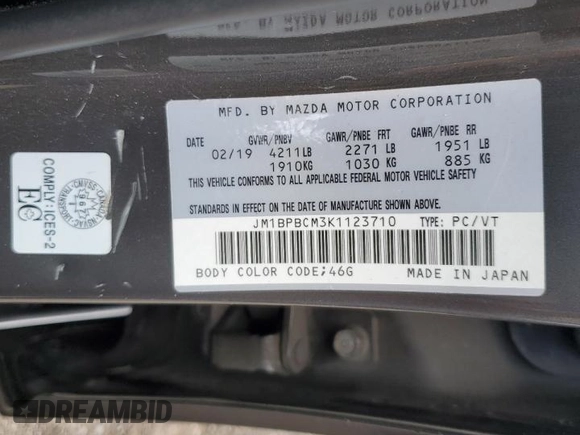 MFD. BY MAZDA MOTOR CORPORATION
DATE GVWR/PNBV GAWR/PNBE FRT GAWR/PNBE RR
02/19 4211LB 2271 LB 1951 LB
1910KG 1030 KG 885 KG
THIS VEHICLE CONFORMS TO ALL APPLICABLE FEDERAL MOTOR VEHICLE SAFETY
STANDARDS IN EFFECT ON THE DATE OF MANUFACTURE SHOWN ABOVE.
JM1BPBCM3K1123710 TYPE: PC/VT
BODY COLOR CODE;46G MADE IN JAPAN
COMPLY:ICES-2
EC
DREAMBID